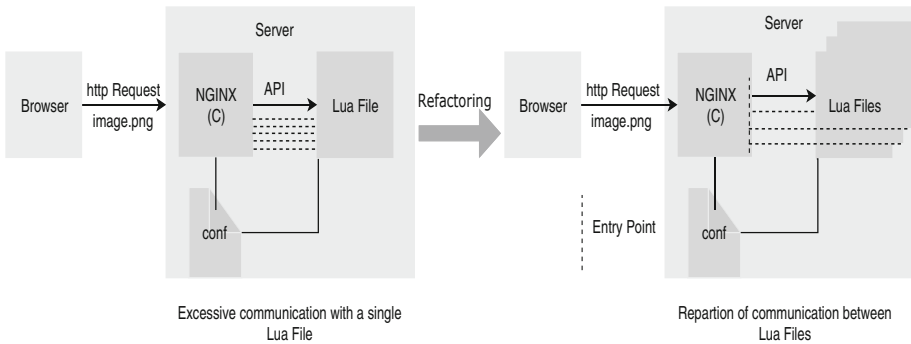 Server
Browser
http Request
image.png
NGINX
(C)
API
Lua File
conf
Excessive communication with a single
Lua File
Refactoring
Server
Browser
http Request
image.png
NGINX
(C)
API
Lua Files
conf
Entry Point
Repartion of communication between
Lua Files